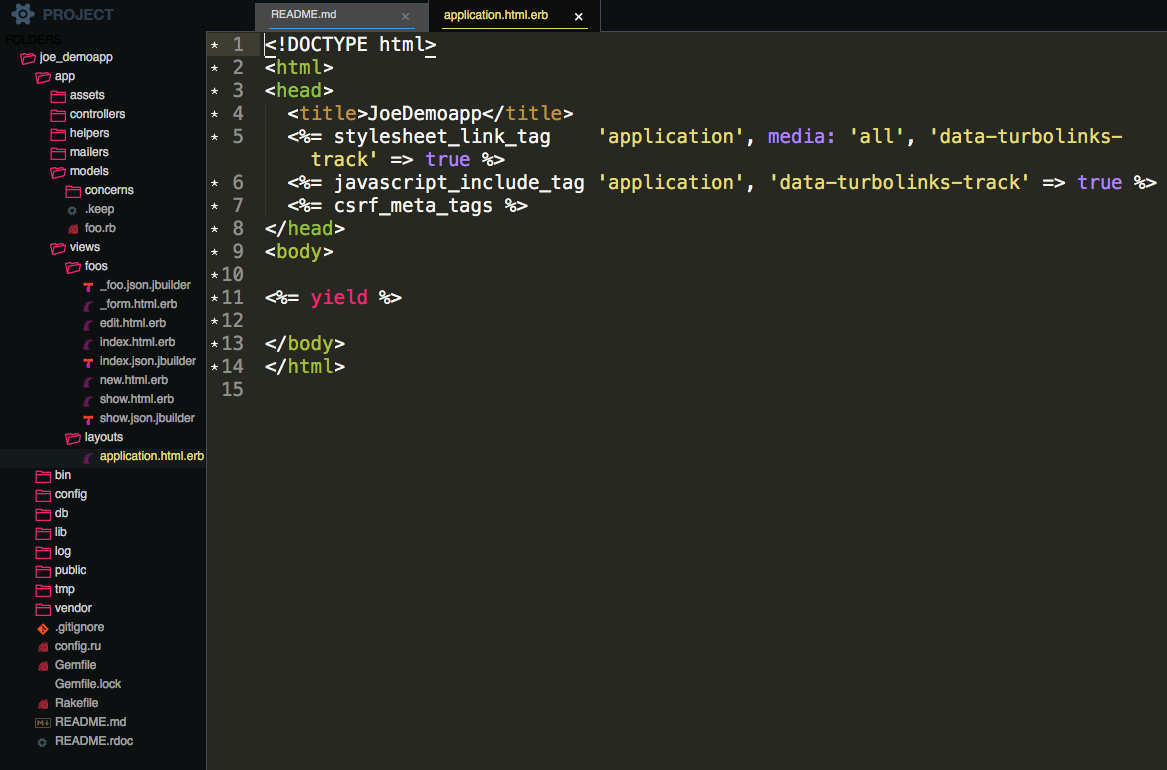 PROJECT
FOLDERS
joe_demoapp
app
assets
controllers
helpers
mailers
models
concerns
.keep
foo.rb
views
foos
_foo.json.jbuilder
_form.html.erb
edit.html.erb
index.html.erb
index.json.jbuilder
new.html.erb
show.html.erb
show.json.jbuilder
layouts
application.html.erb
bin
config
db
lib
log
public
tmp
vendor
.gitignore
config.ru
Gemfile
Gemfile.lock
Rakefile
README.md
README.rdoc
README.md × application.html.erb ×
* 1 <!DOCTYPE html>
* 2 <html>
* 3 <head>
* 4   <title>JoeDemoapp</title>
* 5   <%= stylesheet_link_tag    'application', media: 'all', 'data-turbolinks-
track' => true %>
* 6   <%= javascript_include_tag 'application', 'data-turbolinks-track' => true %>
* 7   <%= csrf_meta_tags %>
* 8 </head>
* 9 <body>
* 10
* 11 <%= yield %>
* 12
* 13 </body>
* 14 </html>
15